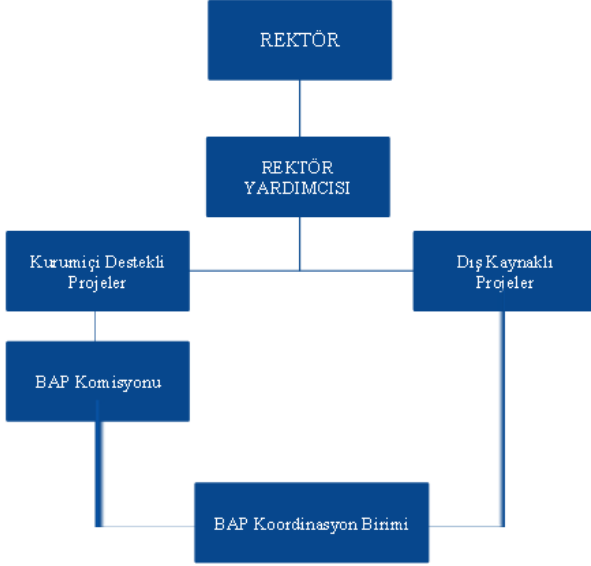 REKTÖR
REKTÖR
YARDIMCISI
Kurumiçi Destekli
Projeler
Dış Kaynaklı
Projeler
BAP Komisyonu
BAP Koordinasyon Birimi